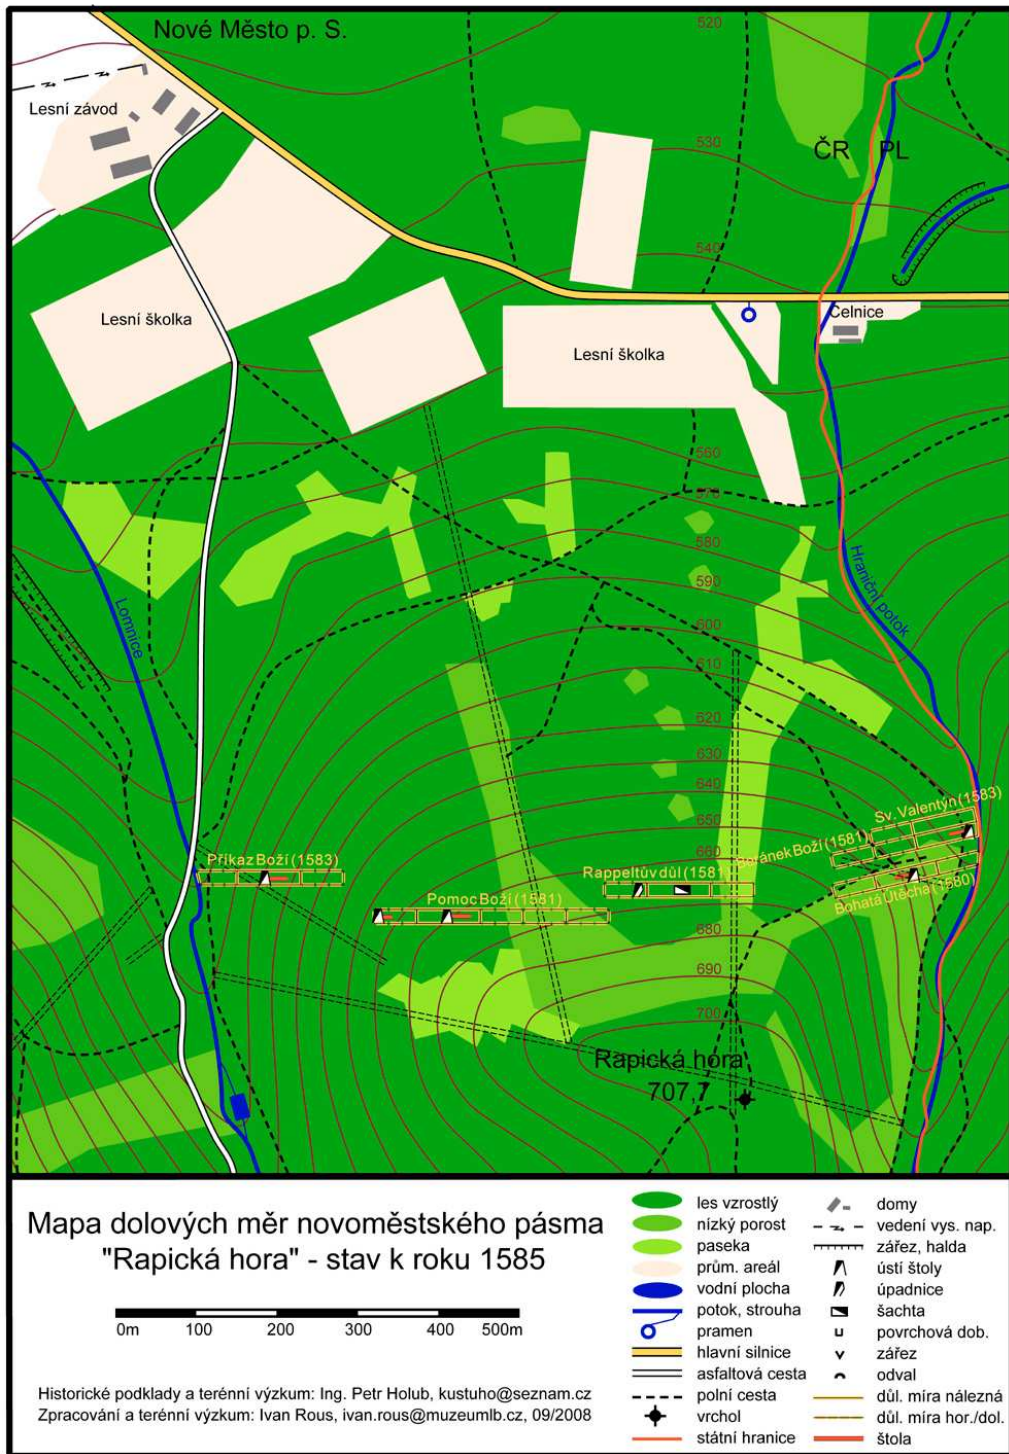 Nové Město p. S.
520
Lesní závod
530
ČR PL
540
Lesní školka
Celnice
Lesní školka
560
570
580
Hraniční potok
590
Lomnice
600
610
620
630
640
Sv. Valentýn (1583)
650
Beránek Boží (1581)
660
Příkaz Boží (1583)
Rappeltův důl (1581)
Bohatá Útěcha (1580)
Pomoc Boží (1581)
680
690
700
Rapická hora
707,7
Mapa dolových měr novoměstského pásma
"Rapická hora" - stav k roku 1585
0m 100 200 300 400 500m
Historické podklady a terénní výzkum: Ing. Petr Holub, kustuho@seznam.cz
Zpracování a terénní výzkum: Ivan Rous, ivan.rous@muzeumlb.cz, 09/2008
les vzrostlý
nízký porost
paseka
prům. areál
vodní plocha
potok, strouha
pramen
hlavní silnice
asfaltová cesta
polní cesta
vrchol
státní hranice
domy
vedení vys. nap.
zářez, halda
ústí štoly
úpadnice
šachta
povrchová dob.
zářez
odval
důl. míra nálezná
důl. míra hor./dol.
štola